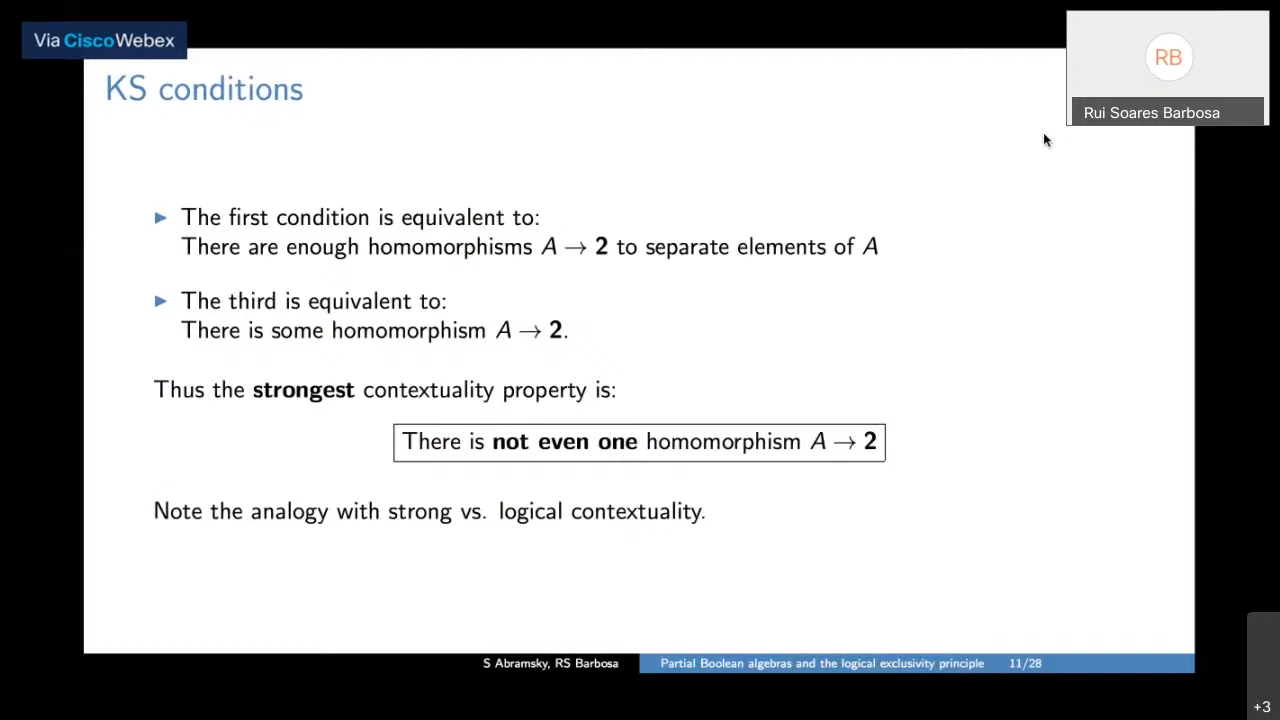 Via CiscoWebex
RB
Rui Soares Barbosa
KS conditions
▶ The first condition is equivalent to:
There are enough homomorphisms A → 2 to separate elements of A
▶ The third is equivalent to:
There is some homomorphism A → 2.
Thus the strongest contextuality property is:
There is not even one homomorphism A → 2
Note the analogy with strong vs. logical contextuality.
S Abramsky, RS Barbosa
Partial Boolean algebras and the logical exclusivity principle 11/28
+3